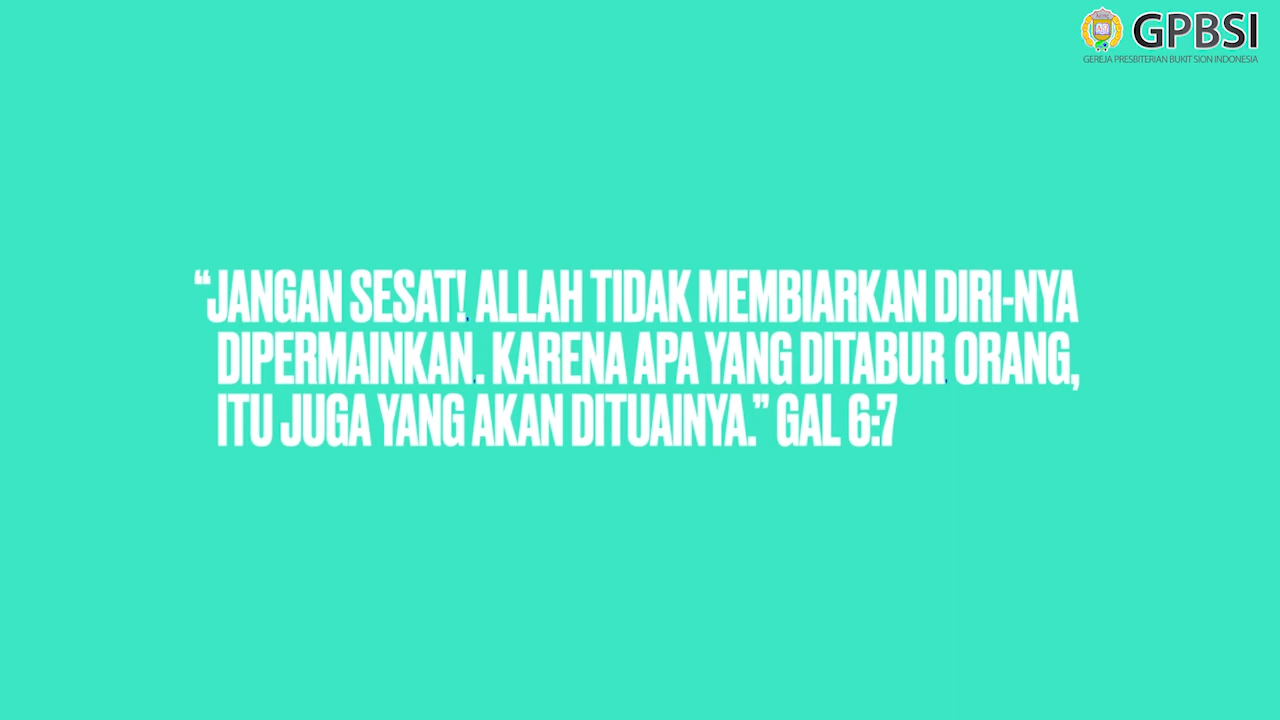 GPBSI
GEREJA PRESBITERIAN BUKIT SION INDONESIA
“JANGAN SESAT! ALLAH TIDAK MEMBIARKAN DIRI-NYA
DIPERMAINKAN. KARENA APA YANG DITABUR ORANG,
ITU JUGA YANG AKAN DITUAINYA.” GAL 6:7